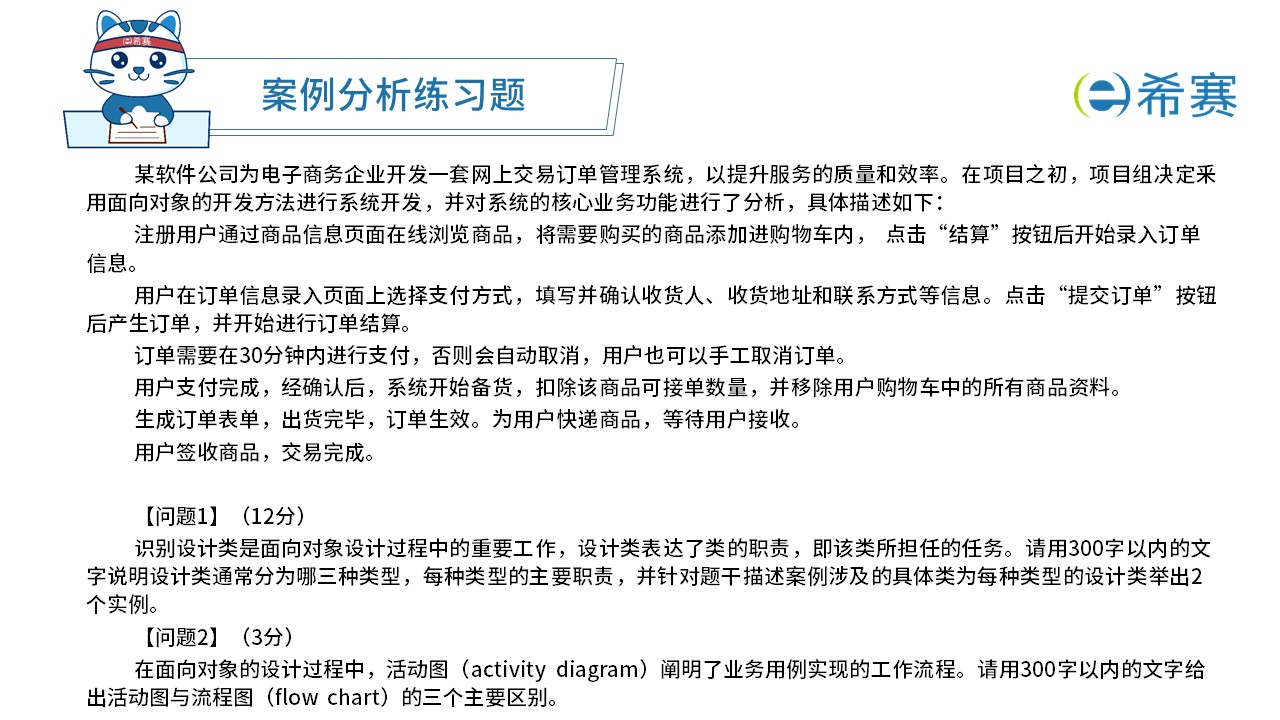 希赛
案例分析练习题
希赛
某软件公司为电子商务企业开发一套网上交易订单管理系统，以提升服务的质量和效率。在项目之初，项目组决定采
用面向对象的开发方法进行系统开发，并对系统的核心业务功能进行了分析，具体描述如下：
注册用户通过商品信息页面在线浏览商品，将需要购买的商品添加进购物车内， 点击“结算”按钮后开始录入订单
信息。
用户在订单信息录入页面上选择支付方式，填写并确认收货人、收货地址和联系方式等信息。点击“提交订单”按钮
后产生订单，并开始进行订单结算。
订单需要在30分钟内进行支付，否则会自动取消，用户也可以手工取消订单。
用户支付完成，经确认后，系统开始备货，扣除该商品可接单数量，并移除用户购物车中的所有商品资料。
生成订单表单，出货完毕，订单生效。为用户快递商品，等待用户接收。
用户签收商品，交易完成。
【问题1】（12分）
识别设计类是面向对象设计过程中的重要工作，设计类表达了类的职责，即该类所担任的任务。请用300字以内的文
字说明设计类通常分为哪三种类型，每种类型的主要职责，并针对题干描述案例涉及的具体类为每种类型的设计类举出2
个实例。
【问题2】（3分）
在面向对象的设计过程中，活动图（activity diagram）阐明了业务用例实现的工作流程。请用300字以内的文字给
出活动图与流程图（flow chart）的三个主要区别。